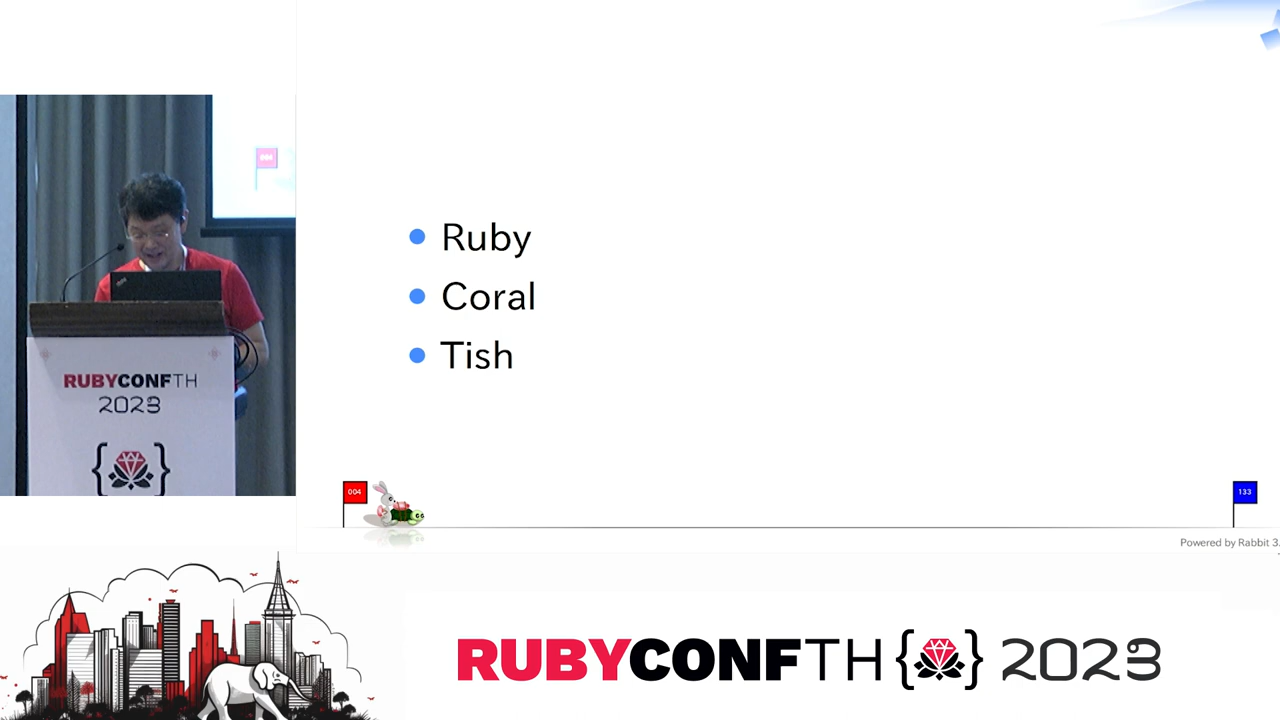 Ruby
Coral
Tish
004
133
Powered by Rabbit 3.
RUBYCONFTH
2023
RUBYCONFTH 2023